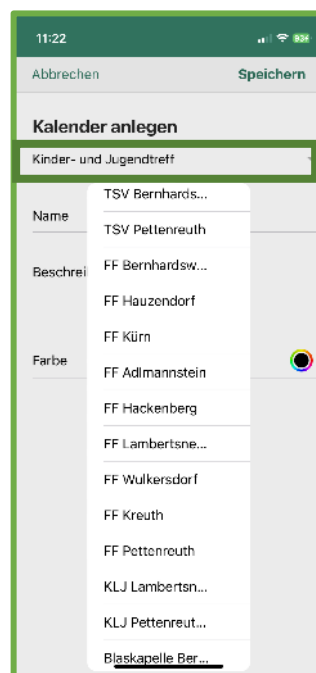 11:22
93
Abbrechen
Speichern
Kalender anlegen
Kinder- und Jugendtreff
TSV Bernhards...
Name
TSV Pettenreuth
FF Bernhardsw...
Beschrei
FF Hauzendorf
FF Kürn
Farbe
FF Adlmannstein
FF Hackenberg
FF Lambertsne...
FF Wulkersdorf
FF Kreuth
FF Pettenreuth
KLJ Lambertsn...
KLJ Pettenreut...
Blaskapelle Ber...